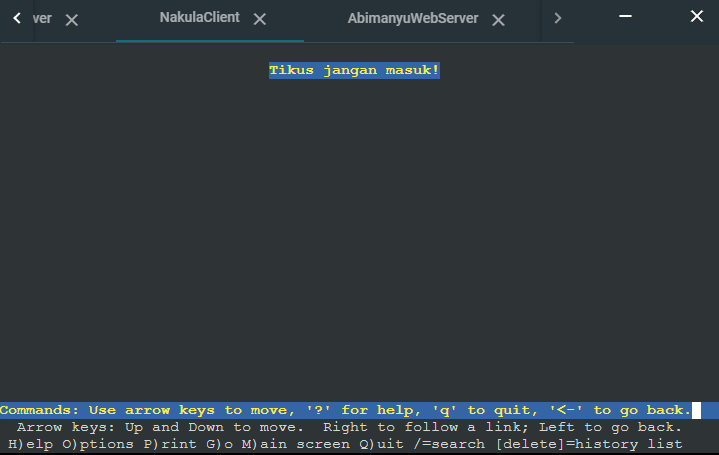 ver NakulaClient AbimanyuWebServer
Tikus jangan masuk!
Commands: Use arrow keys to move, '?' for help, 'q' to quit, '<-' to go back.
Arrow keys: Up and Down to move.  Right to follow a link; Left to go back.
H)elp O)ptions P)rint G)o M)ain screen Q)uit /=search [delete]=history list